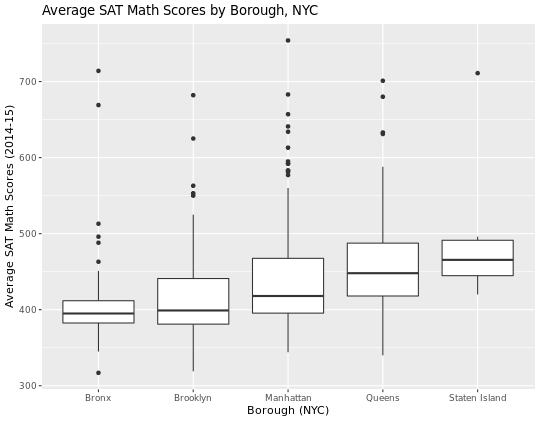 Average SAT Math Scores by Borough, NYC
Average SAT Math Scores (2014-15)
700
600
500
400
300
Bronx
Brooklyn
Manhattan
Queens
Staten Island
Borough (NYC)